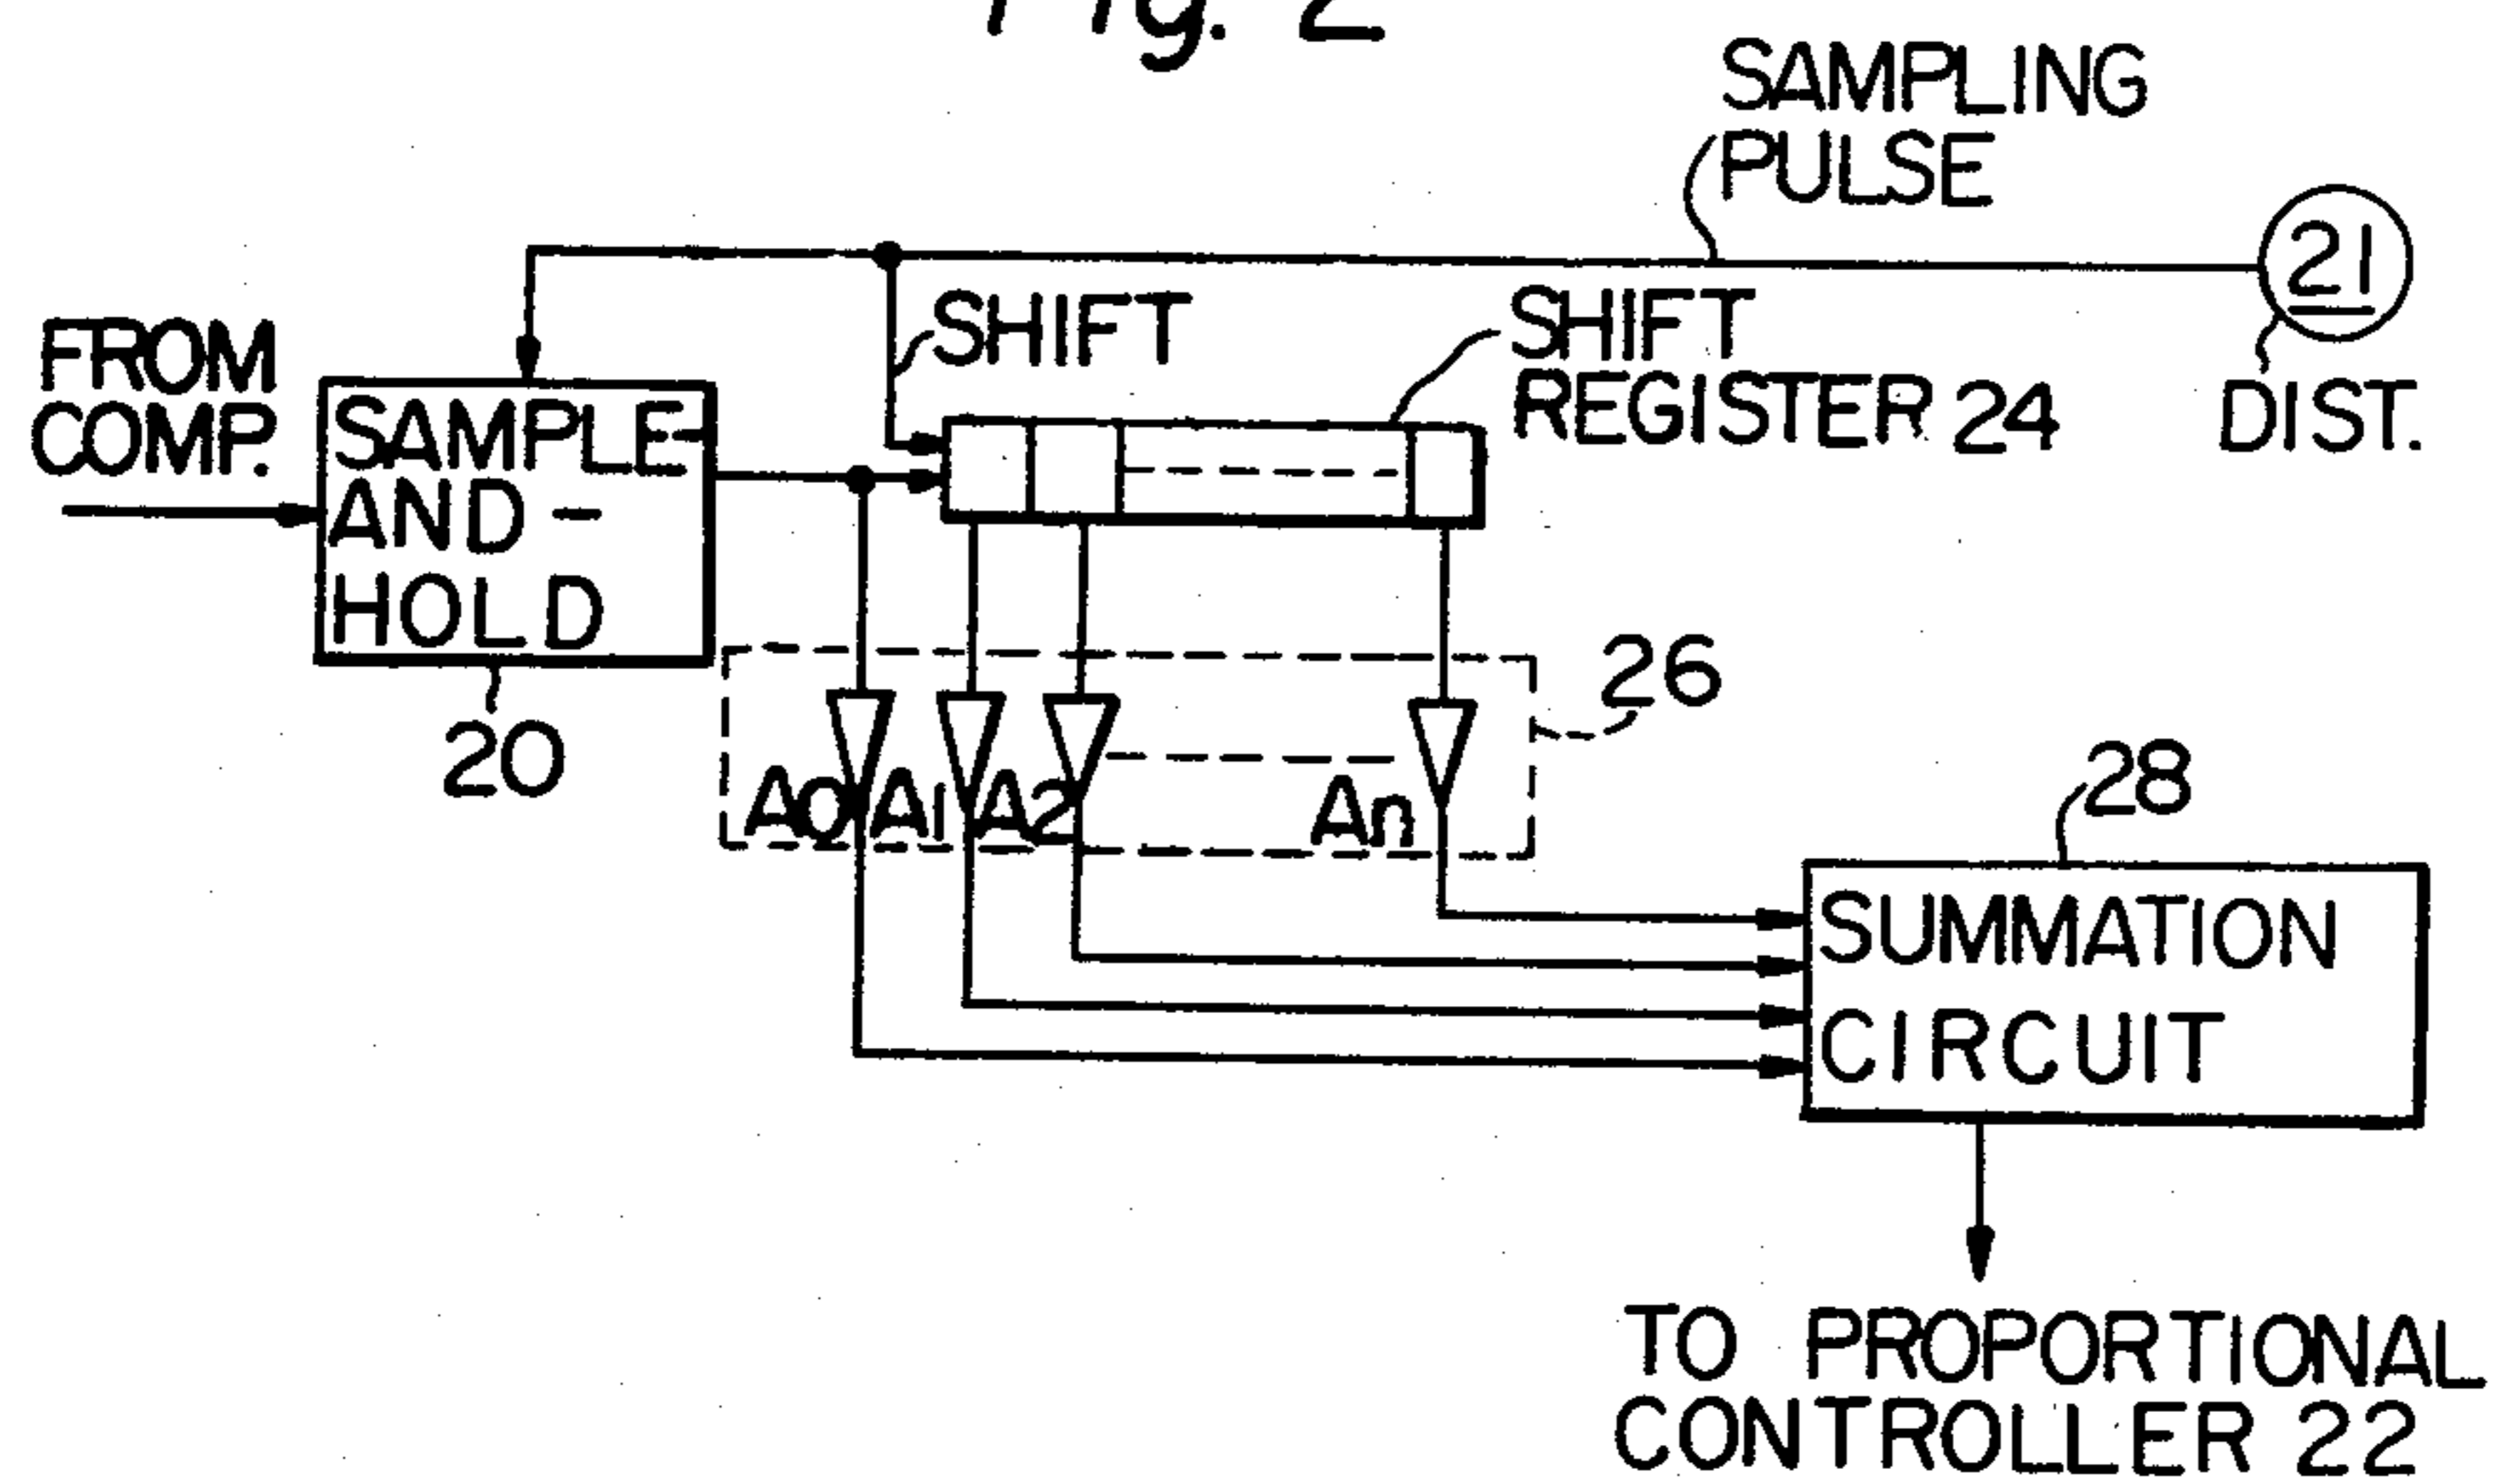 Fig. 2
SAMPLING
PULSE
21
DIST.
SHIFT
SHIFT
REGISTER 24
FROM
COMP.
SAMPLE-
AND-
HOLD
20
26
A0 A1 A2 An
28
SUMMATION
CIRCUIT
TO PROPORTIONAL
CONTROLLER 22